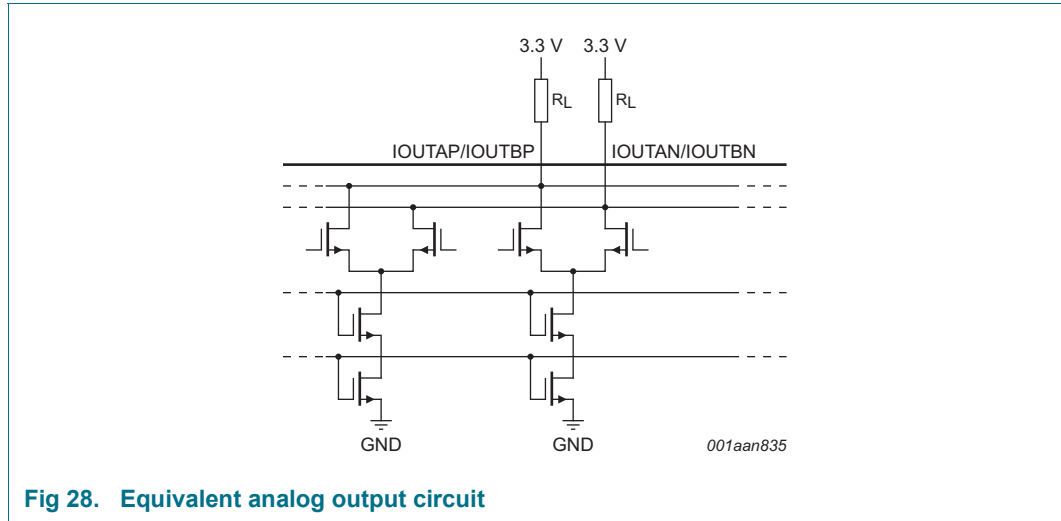 3.3 V 3.3 V
RL RL
IOUTAP/IOUTBP IOUTAN/IOUTBN
GND GND 001aan835
Fig 28. Equivalent analog output circuit